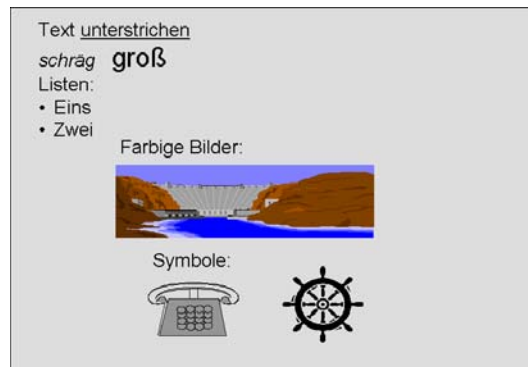 Text unterstrichen
schräg groß
Listen:
• Eins
• Zwei
Farbige Bilder:
Symbole: